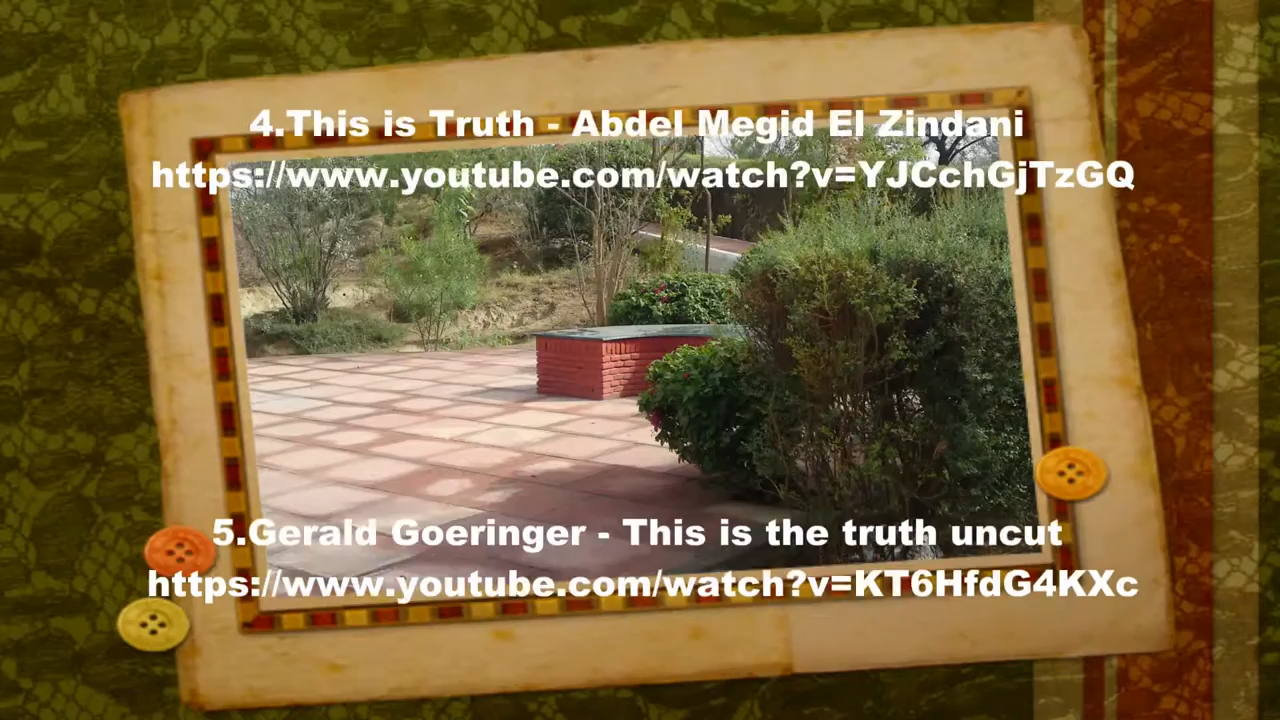 4.This is Truth - Abdel Megid El Zindani
https://www.youtube.com/watch?v=YJCchGjTzGQ
5.Gerald Goeringer - This is the truth uncut
https://www.youtube.com/watch?v=KT6HfdG4KXc